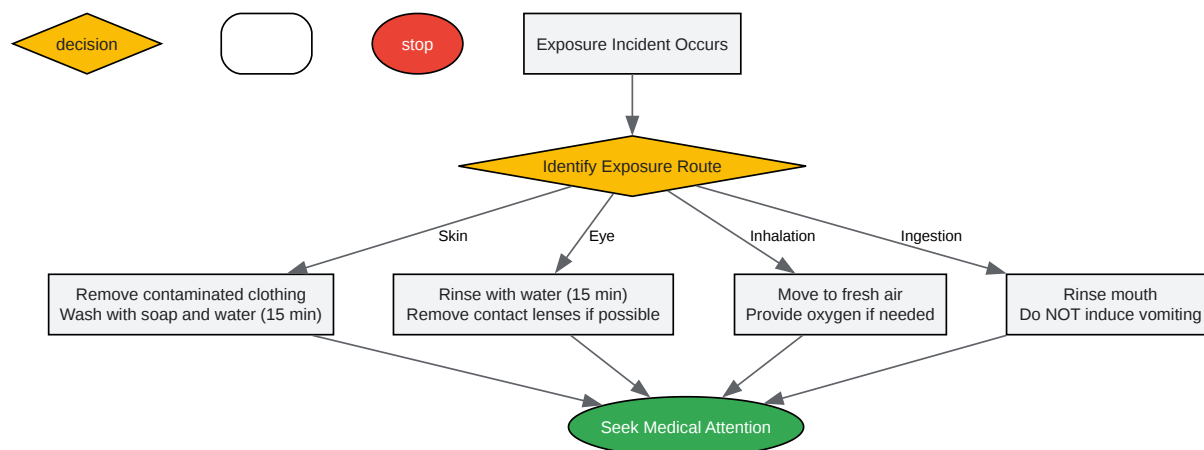 decision
stop
Exposure Incident Occurs
Identify Exposure Route
Skin
Eye
Inhalation
Ingestion
Remove contaminated clothing
Wash with soap and water (15 min)
Rinse with water (15 min)
Remove contact lenses if possible
Move to fresh air
Provide oxygen if needed
Rinse mouth
Do NOT induce vomiting
Seek Medical Attention